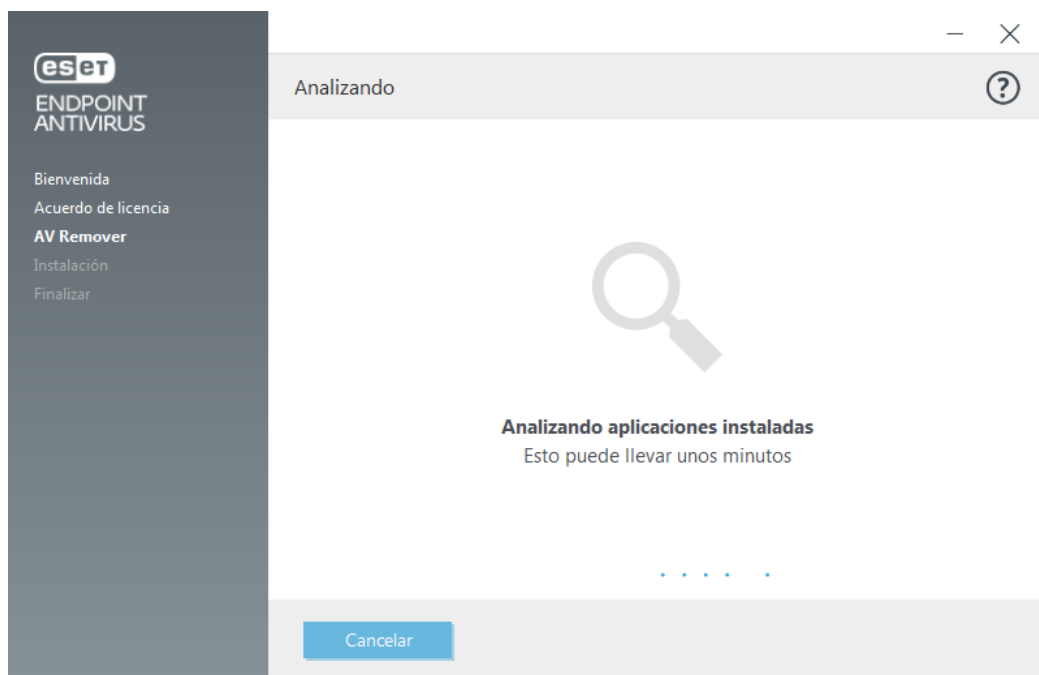 eset
ENDPOINT
ANTIVIRUS
Bienvenida
Acuerdo de licencia
AV Remover
Instalación
Finalizar
Analizando
?
Analizando aplicaciones instaladas
Esto puede llevar unos minutos
Cancelar